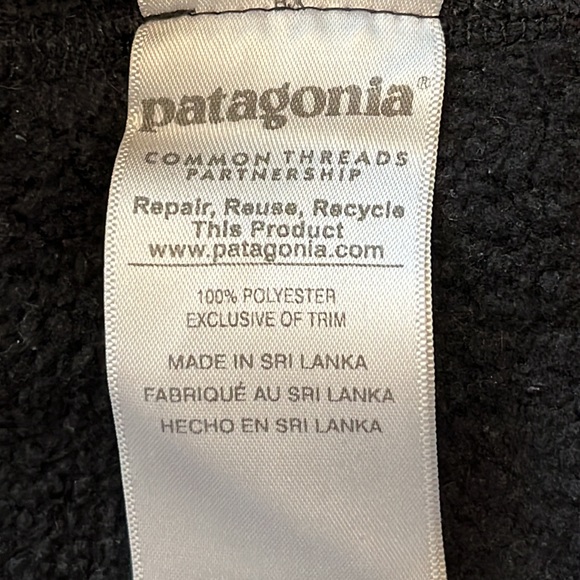 patagonia®
COMMON THREADS
PARTNERSHIP
Repair, Reuse, Recycle
This Product
www.patagonia.com
100% POLYESTER
EXCLUSIVE OF TRIM
MADE IN SRI LANKA
FABRIQUÉ AU SRI LANKA
HECHO EN SRI LANKA